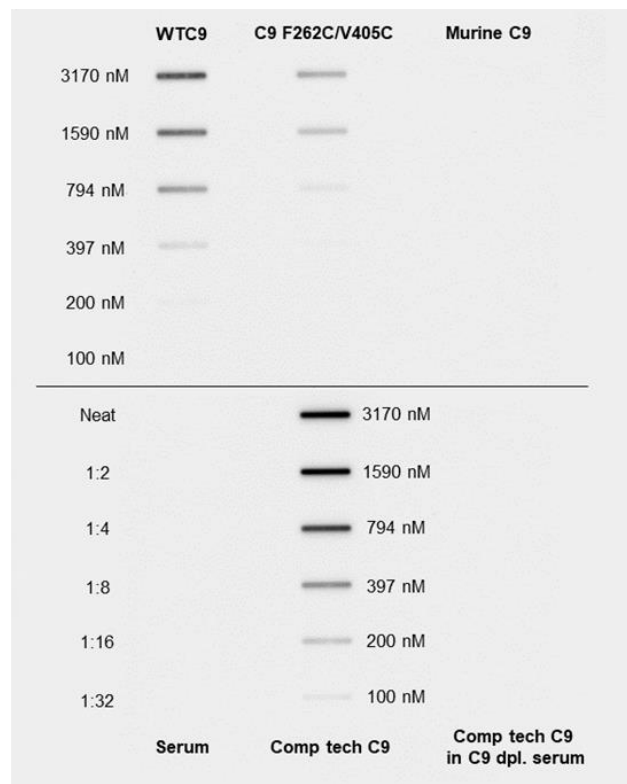 WTC9 C9 F262C/V405C Murine C9
3170 nM
1590 nM
794 nM
397 nM
200 nM
100 nM
Neat 3170 nM
1:2 1590 nM
1:4 794 nM
1:8 397 nM
1:16 200 nM
1:32 100 nM
Serum Comp tech C9 Comp tech C9
in C9 dpl. serum